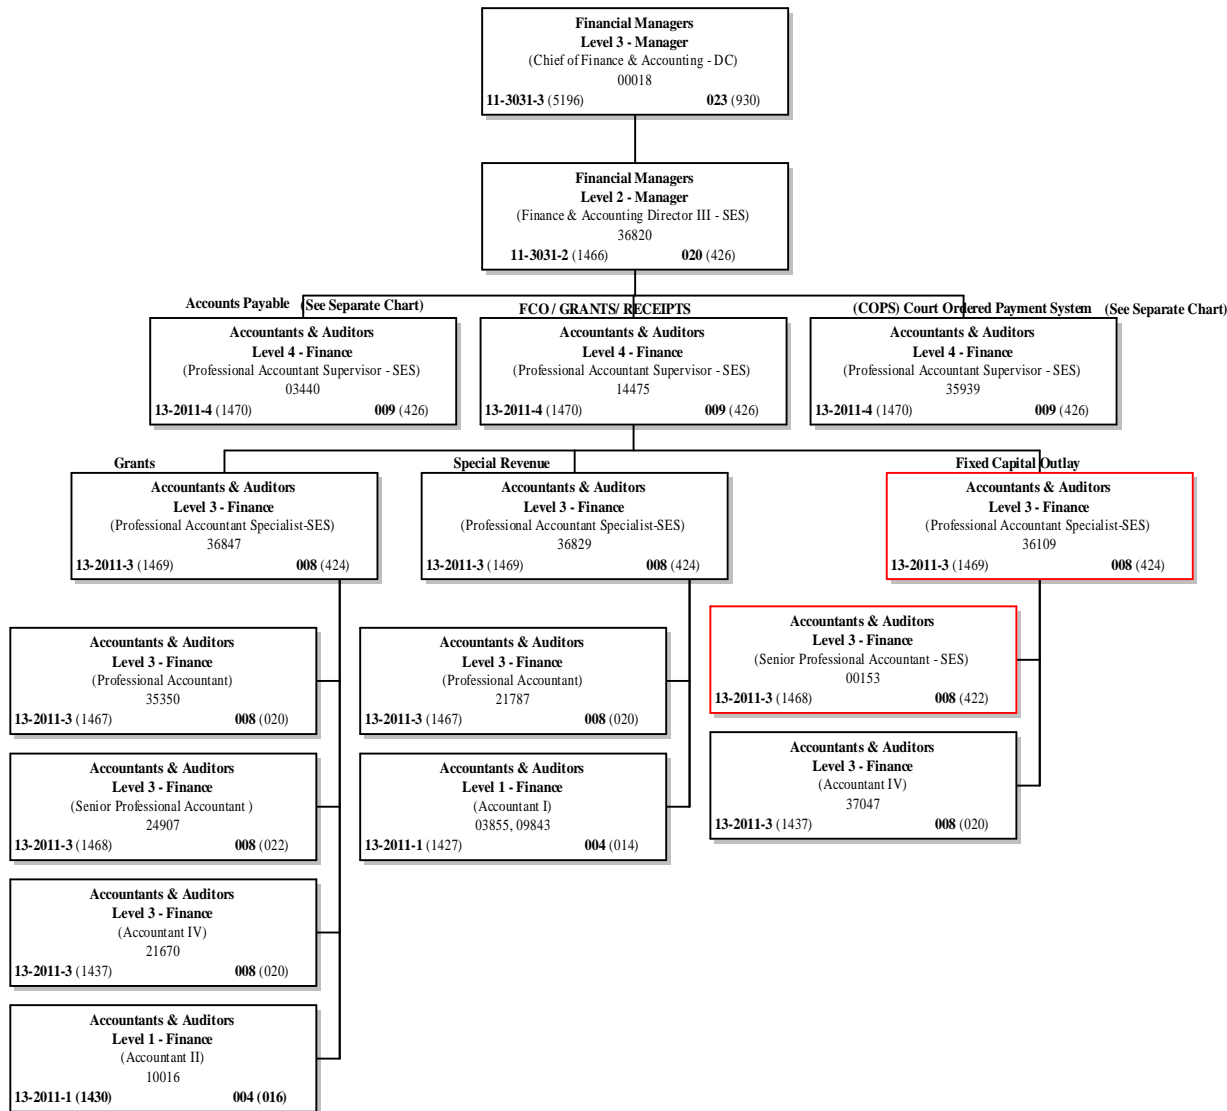 Financial Managers
Level 3 - Manager
(Chief of Finance & Accounting - DC)
00018
11-3031-3 (5196) 023 (930)
Financial Managers
Level 2 - Manager
(Finance & Accounting Director III - SES)
36820
11-3031-2 (1466) 020 (426)
Accounts Payable (See Separate Chart)
Accountants & Auditors
Level 4 - Finance
(Professional Accountant Supervisor - SES)
03440
13-2011-4 (1470) 009 (426)
FCO / GRANTS/ RECEIPTS
Accountants & Auditors
Level 4 - Finance
(Professional Accountant Supervisor - SES)
14475
13-2011-4 (1470) 009 (426)
(COPS) Court Ordered Payment System (See Separate Chart)
Accountants & Auditors
Level 4 - Finance
(Professional Accountant Supervisor - SES)
35939
13-2011-4 (1470) 009 (426)
Grants
Accountants & Auditors
Level 3 - Finance
(Professional Accountant Specialist-SES)
36847
13-2011-3 (1469) 008 (424)
Accountants & Auditors
Level 3 - Finance
(Professional Accountant)
35350
13-2011-3 (1467) 008 (020)
Accountants & Auditors
Level 3 - Finance
(Senior Professional Accountant )
24907
13-2011-3 (1468) 008 (022)
Accountants & Auditors
Level 3 - Finance
(Accountant IV)
21670
13-2011-3 (1437) 008 (020)
Accountants & Auditors
Level 1 - Finance
(Accountant II)
10016
13-2011-1 (1430) 004 (016)
Special Revenue
Accountants & Auditors
Level 3 - Finance
(Professional Accountant Specialist-SES)
36829
13-2011-3 (1469) 008 (424)
Accountants & Auditors
Level 3 - Finance
(Professional Accountant)
21787
13-2011-3 (1467) 008 (020)
Accountants & Auditors
Level 1 - Finance
(Accountant I)
03855, 09843
13-2011-1 (1427) 004 (014)
Fixed Capital Outlay
Accountants & Auditors
Level 3 - Finance
(Professional Accountant Specialist-SES)
36109
13-2011-3 (1469) 008 (424)
Accountants & Auditors
Level 3 - Finance
(Senior Professional Accountant - SES)
00153
13-2011-3 (1468) 008 (422)
Accountants & Auditors
Level 3 - Finance
(Accountant IV)
37047
13-2011-3 (1437) 008 (020)